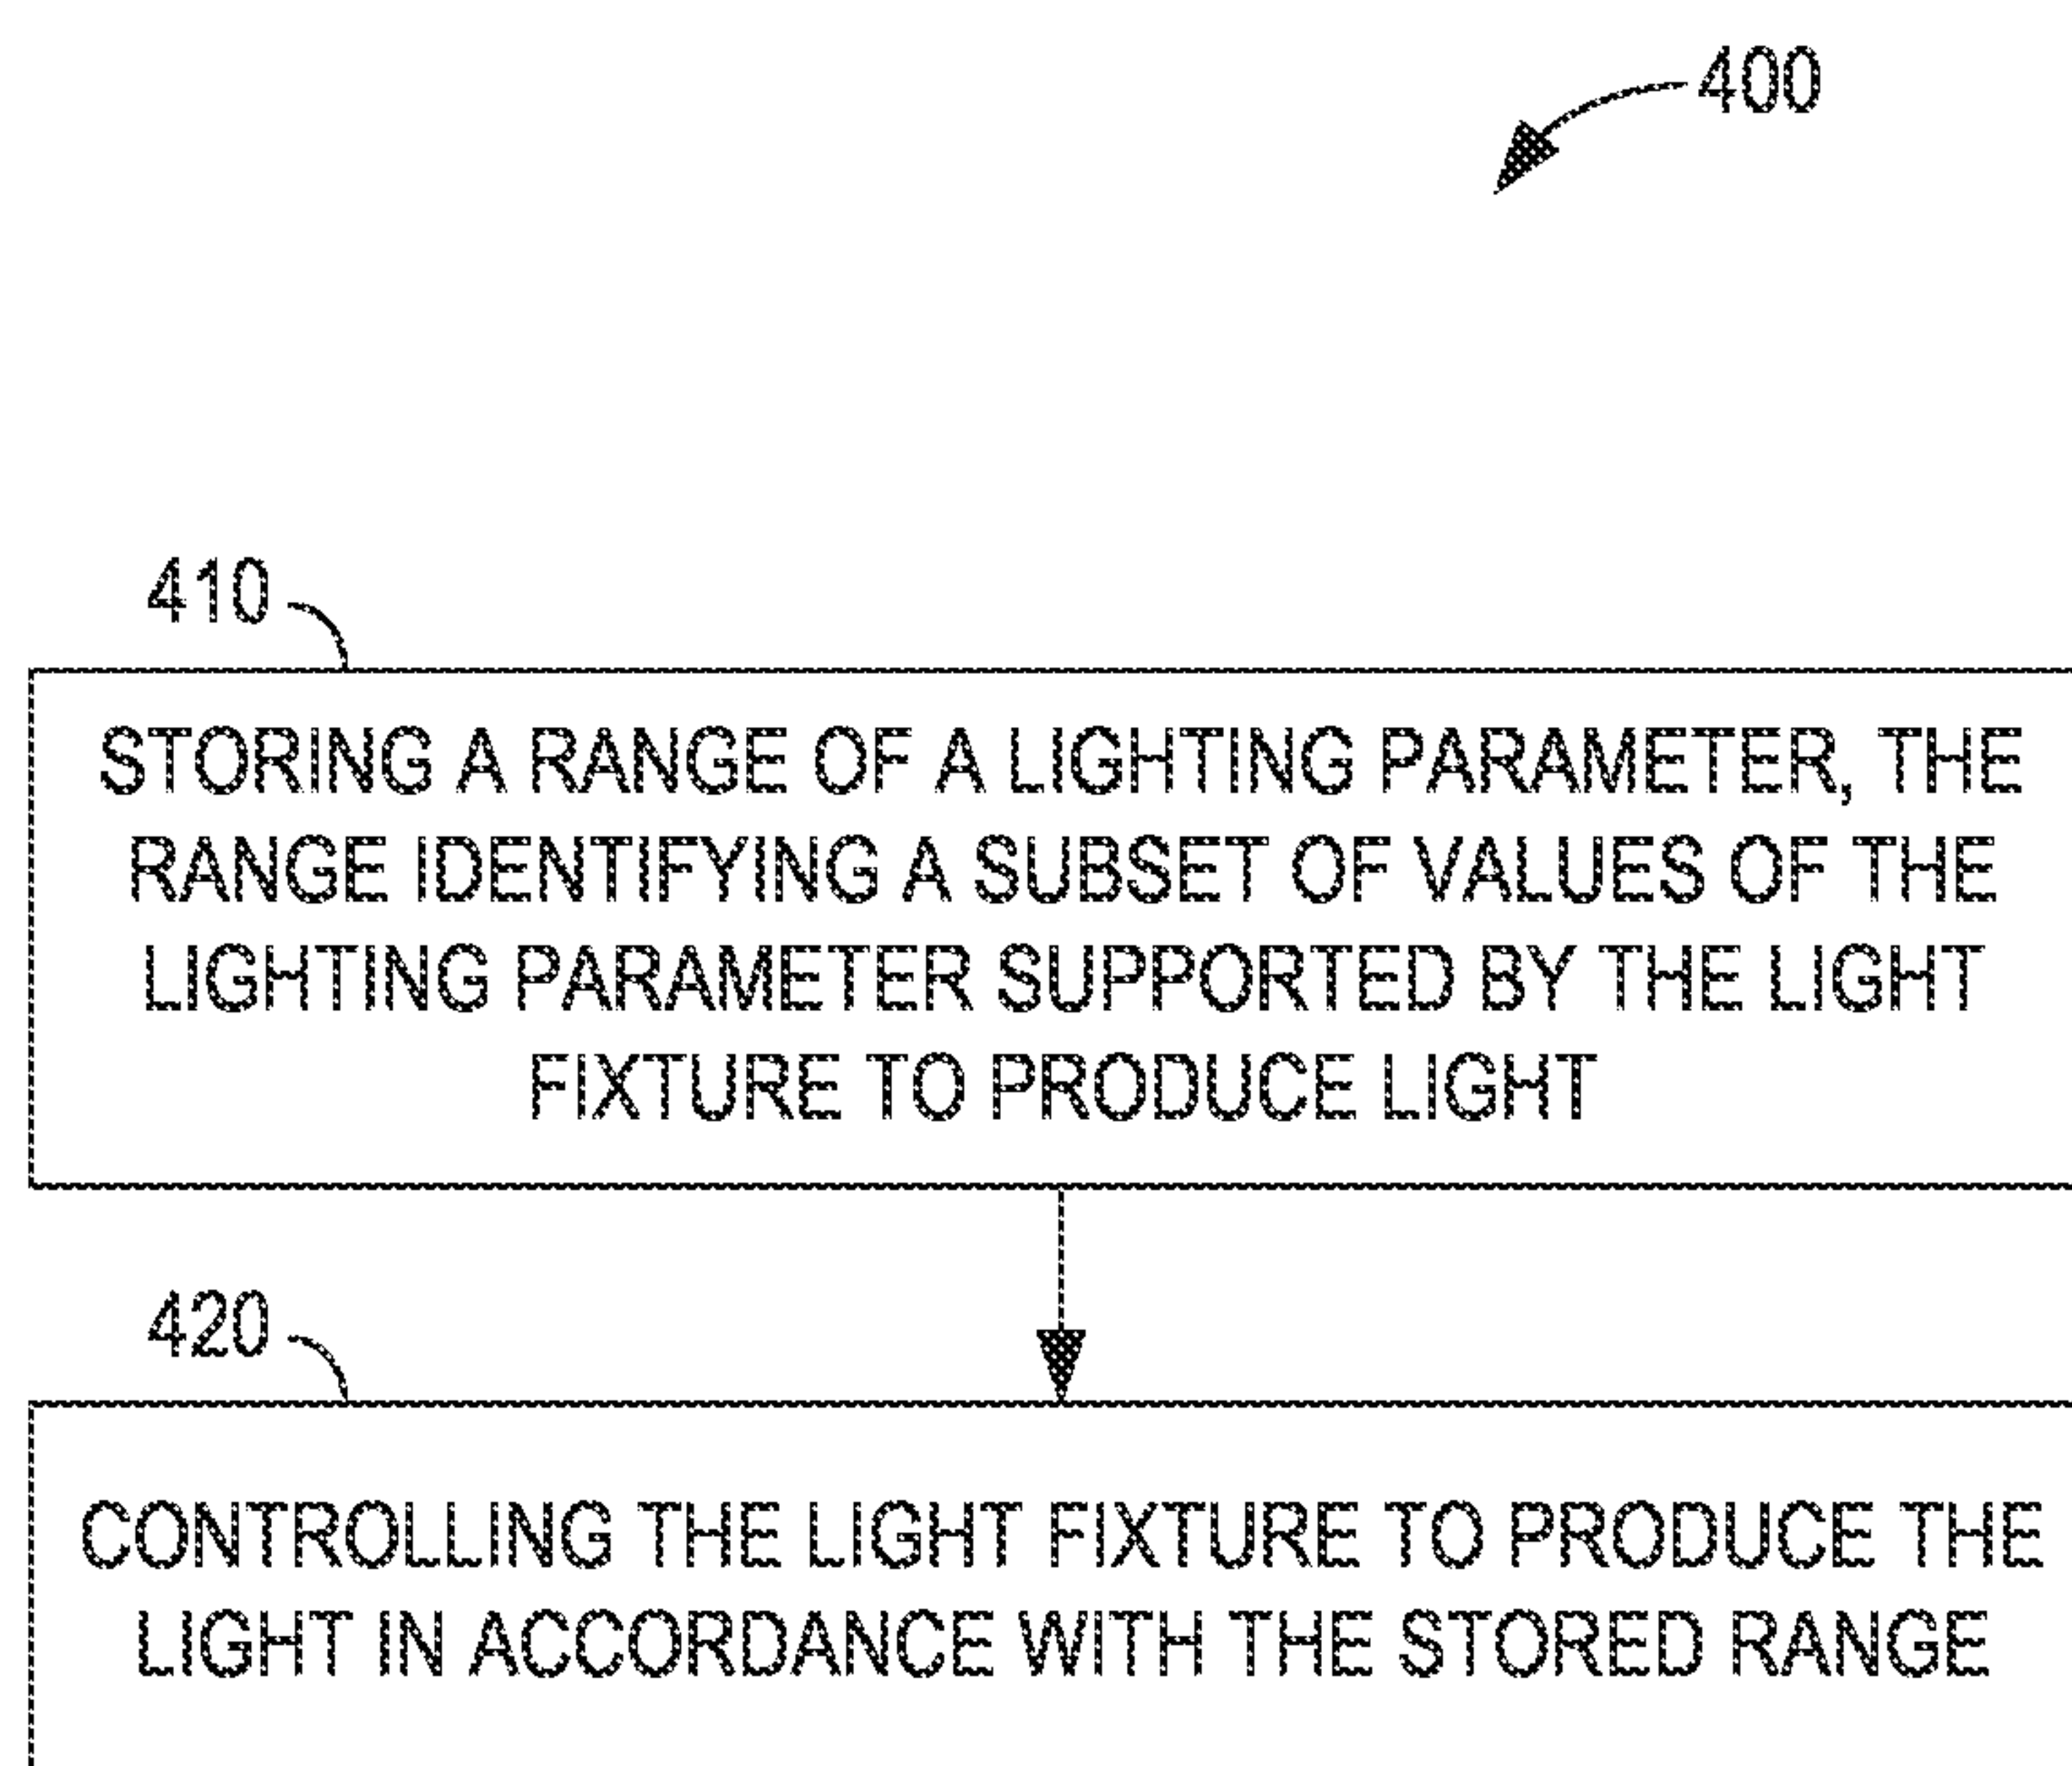 400
410
STORING A RANGE OF A LIGHTING PARAMETER, THE
RANGE IDENTIFYING A SUBSET OF VALUES OF THE
LIGHTING PARAMETER SUPPORTED BY THE LIGHT
FIXTURE TO PRODUCE LIGHT
420
CONTROLLING THE LIGHT FIXTURE TO PRODUCE THE
LIGHT IN ACCORDANCE WITH THE STORED RANGE